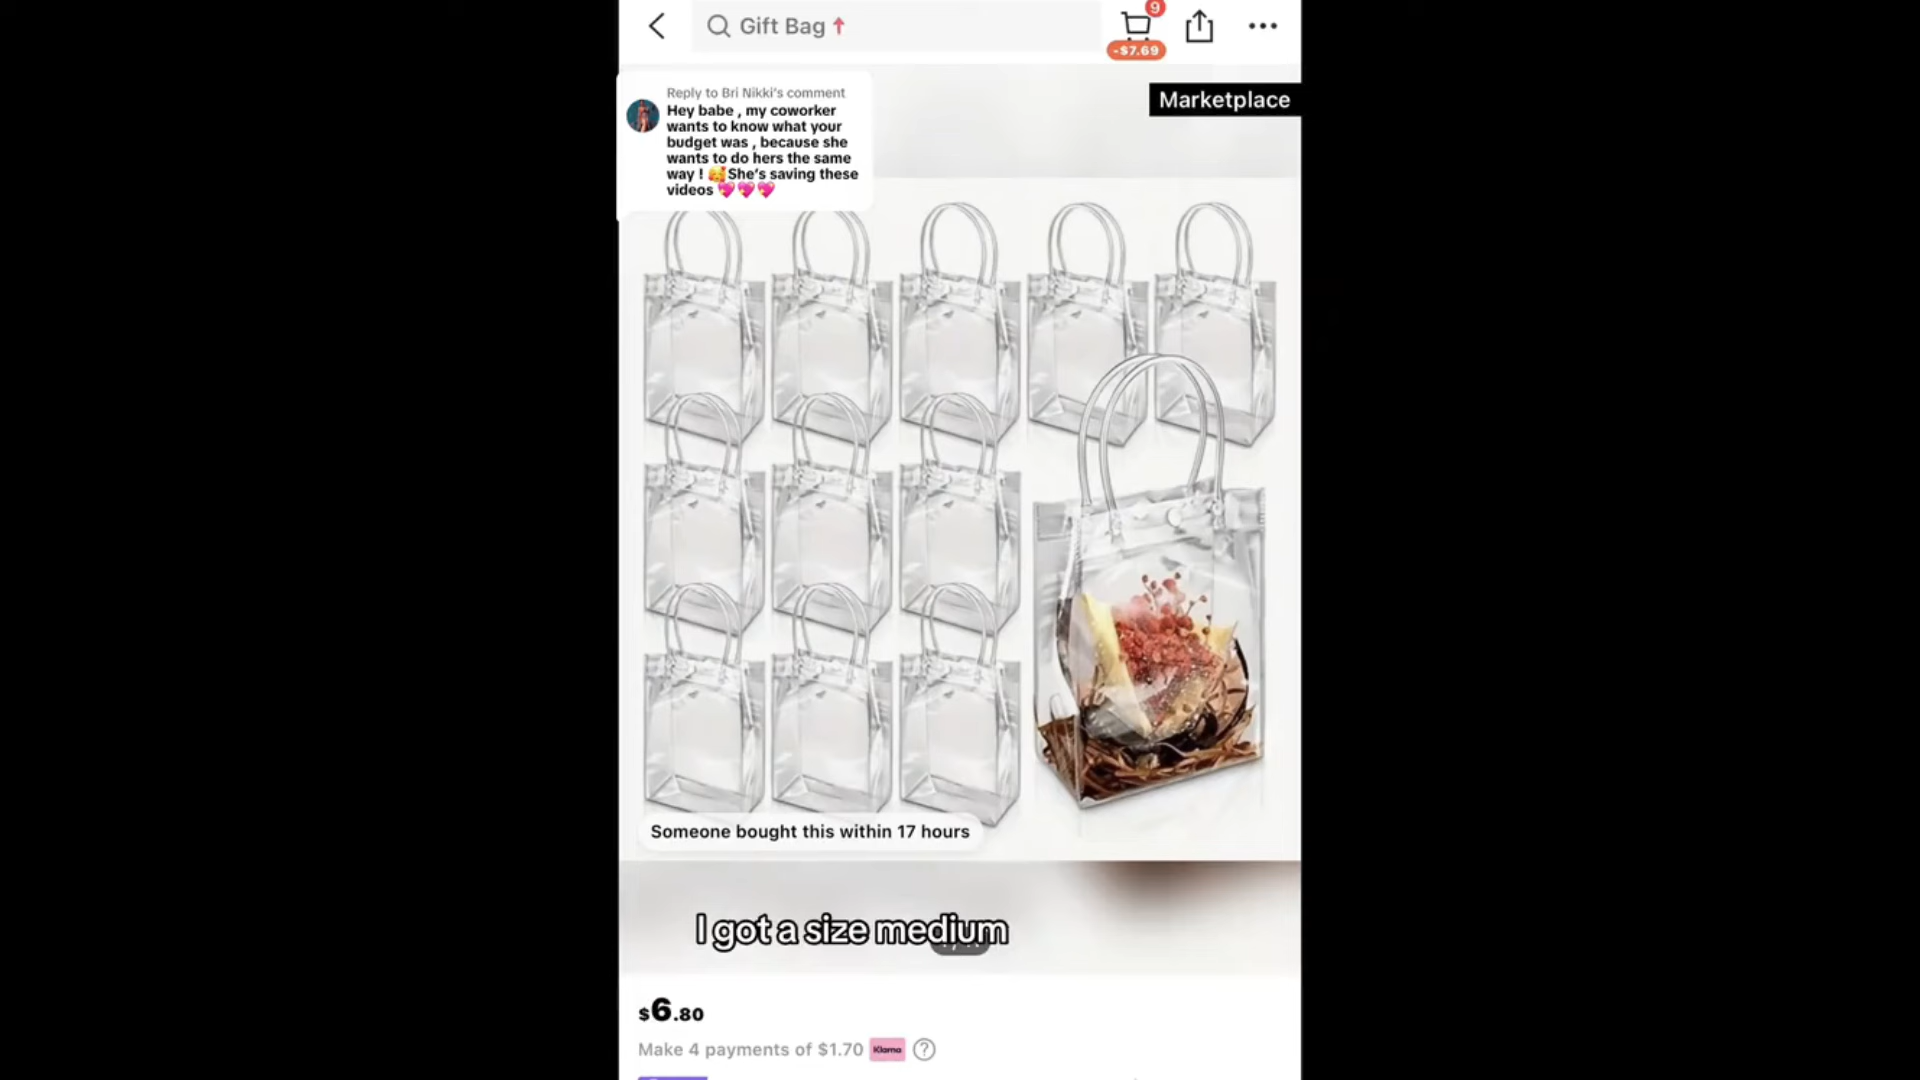 Gift Bag
9
-$7.69
Marketplace
Reply to Bri Nikki's comment
Hey babe , my coworker
wants to know what your
budget was , because she
wants to do hers the same
way ! 🥰She's saving these
videos 💖💖💖
Someone bought this within 17 hours
I got a size medium
$6.80
Make 4 payments of $1.70 Klarna ?